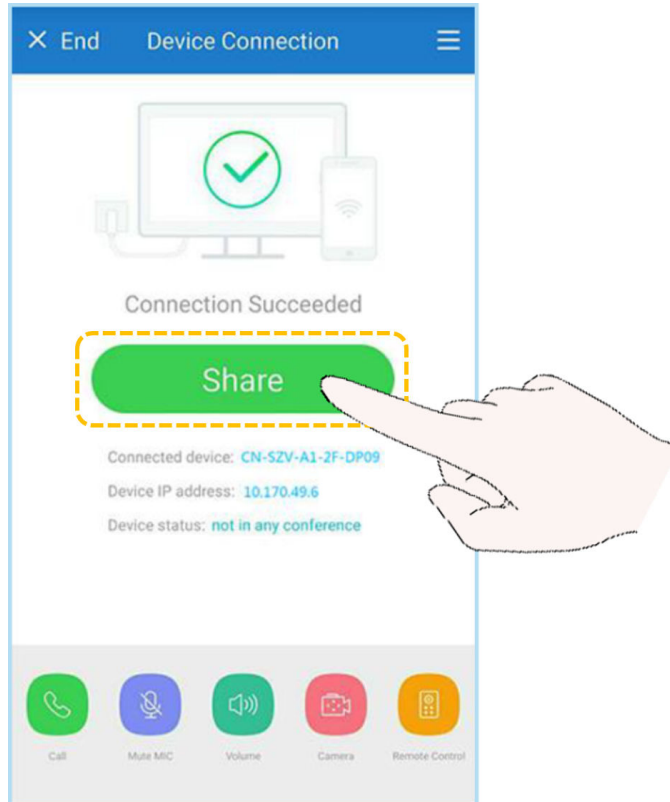 × End Device Connection
Connection Succeeded
Share
Connected device: CN-SZV-A1-2F-DP09
Device IP address: 10.170.49.6
Device status: not in any conference
Call Mute MIC Volume Camera Remote Control